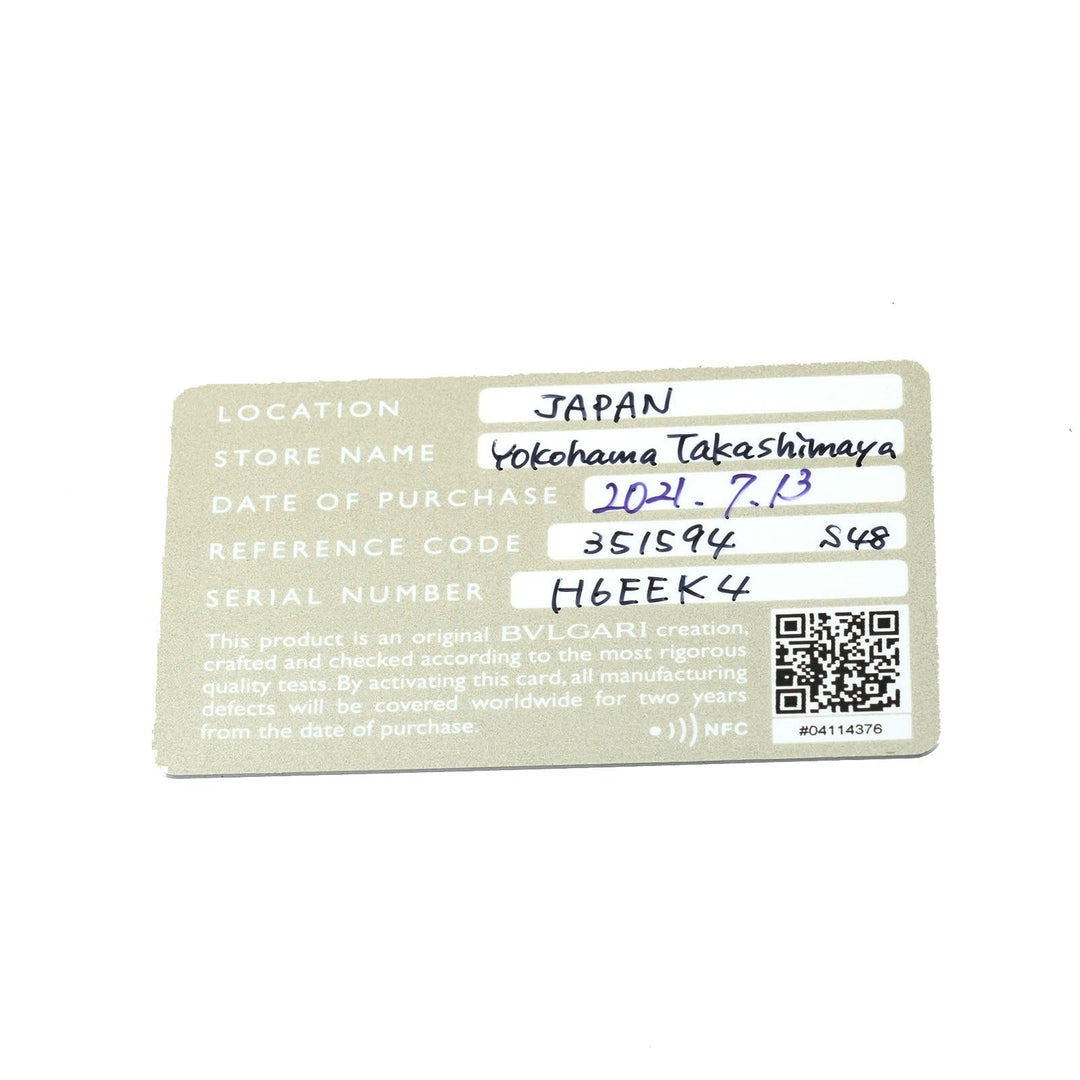 LOCATION JAPAN
STORE NAME Yokohama Takashimaya
DATE OF PURCHASE 2021.7.13
REFERENCE CODE 351594 S48
SERIAL NUMBER H6EEK4
This product is an original BVLGARI creation,
crafted and checked according to the most rigorous
quality tests. By activating this card, all manufacturing
defects will be covered worldwide for two years
from the date of purchase.
NFC
#04114376